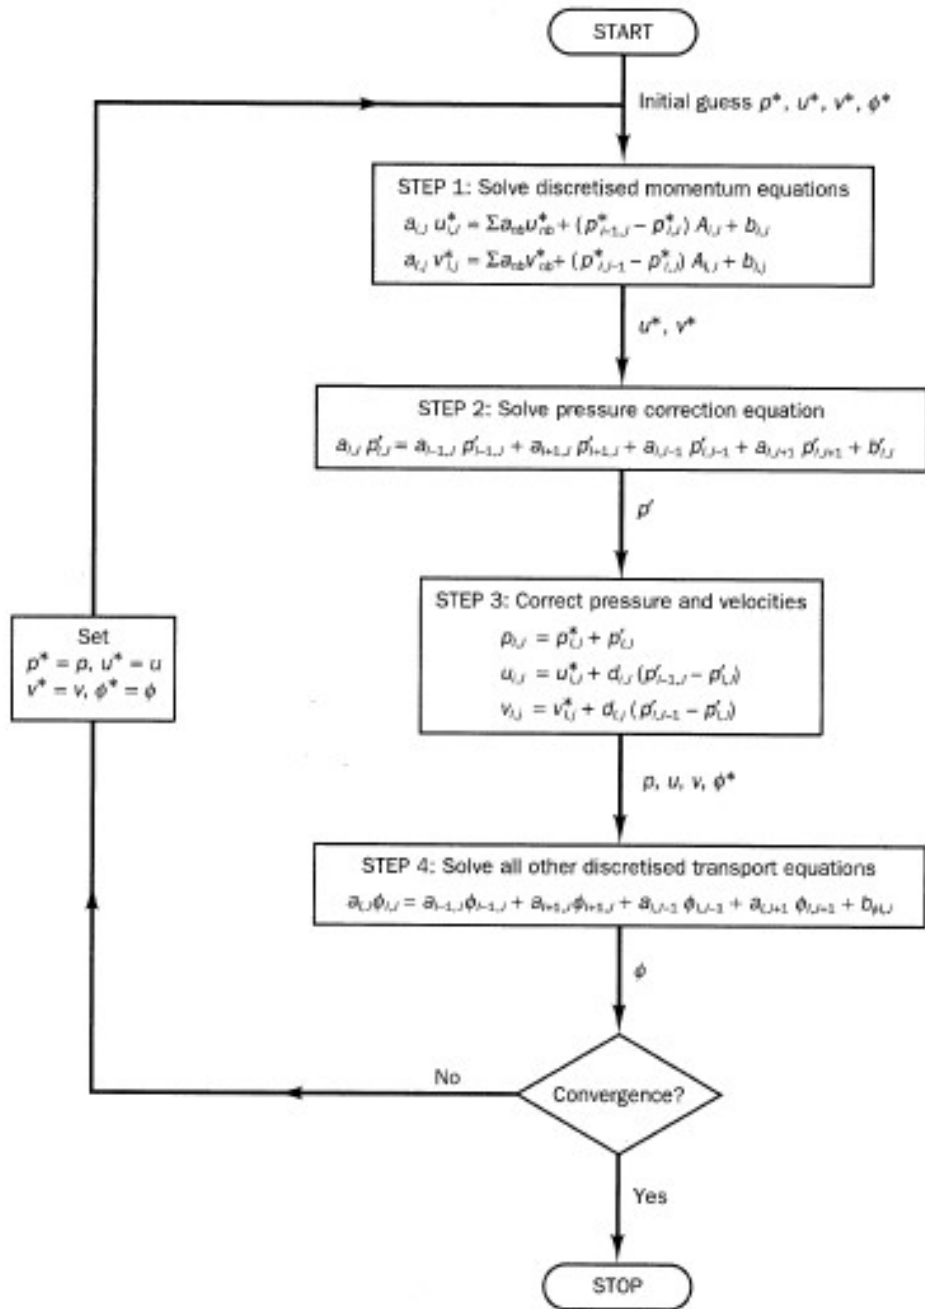 START
Initial guess p*, u*, v*, ϕ*
STEP 1: Solve discretised momentum equations
a_{i,J} u*_{i,J} = Σa_{nb}u*_{nb} + (p*_{I−1,J} − p*_{I,J}) A_{i,J} + b_{i,J}
a_{I,j} v*_{I,j} = Σa_{nb}v*_{nb} + (p*_{I,J−1} − p*_{I,J}) A_{I,j} + b_{I,j}
u*, v*
STEP 2: Solve pressure correction equation
a_{I,J} p′_{I,J} = a_{I−1,J} p′_{I−1,J} + a_{I+1,J} p′_{I+1,J} + a_{I,J−1} p′_{I,J−1} + a_{I,J+1} p′_{I,J+1} + b′_{I,J}
p′
STEP 3: Correct pressure and velocities
p_{I,J} = p*_{I,J} + p′_{I,J}
u_{i,J} = u*_{i,J} + d_{i,J} (p′_{I−1,J} − p′_{I,J})
v_{I,j} = v*_{I,j} + d_{I,j} (p′_{I,J−1} − p′_{I,J})
Set
p* = p, u* = u
v* = v, ϕ* = ϕ
p, u, v, ϕ*
STEP 4: Solve all other discretised transport equations
a_{I,J}ϕ_{I,J} = a_{I−1,J}ϕ_{I−1,J} + a_{I+1,J}ϕ_{I+1,J} + a_{I,J−1} ϕ_{I,J−1} + a_{I,J+1} ϕ_{I,J+1} + b_{ϕI,J}
ϕ
No
Convergence?
Yes
STOP